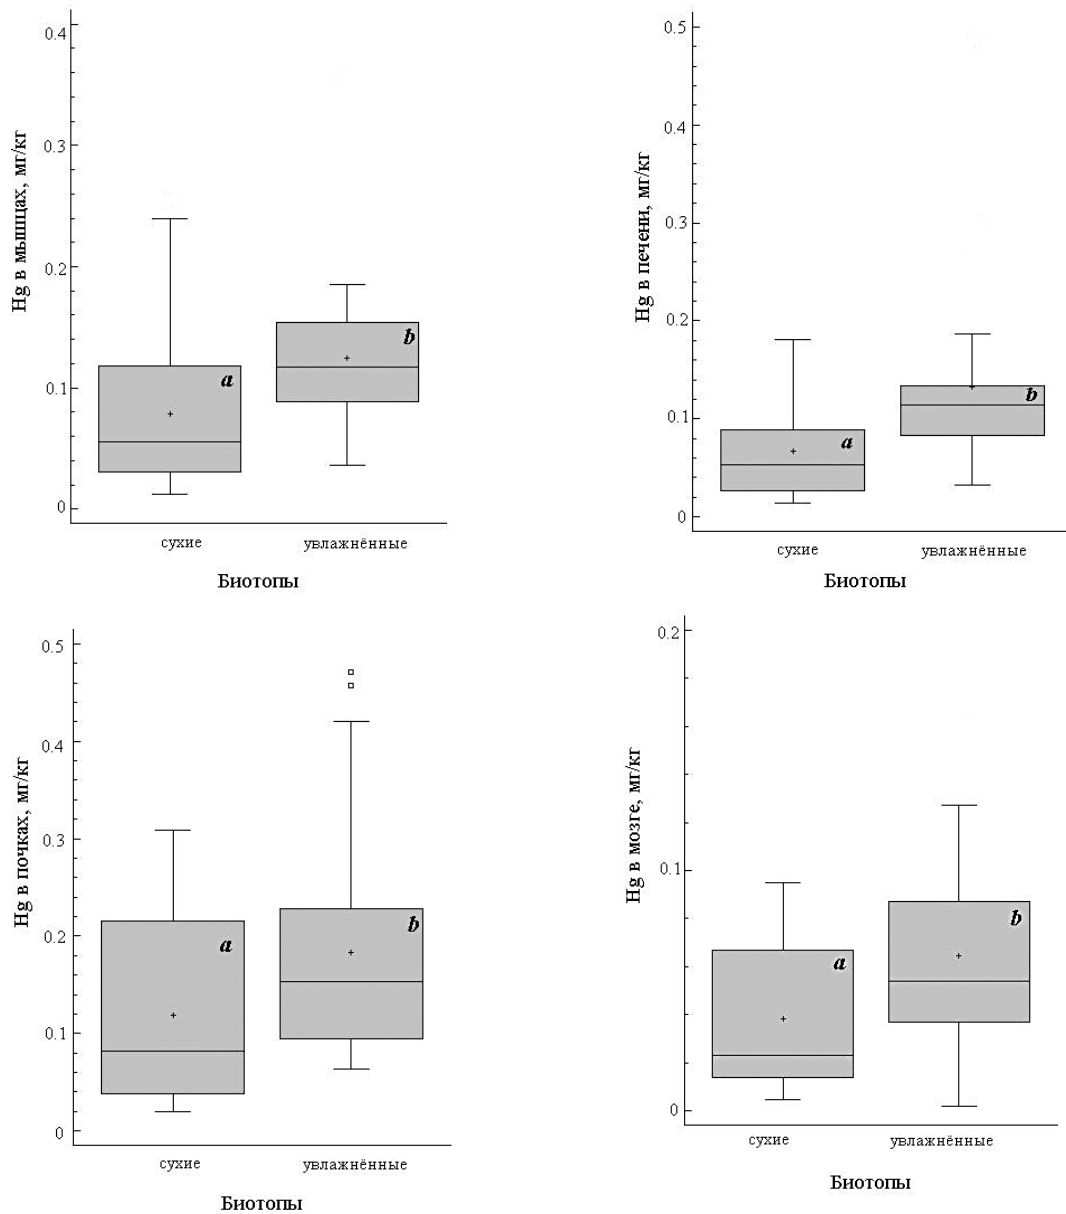 Hg в мышцах, мг/кг
0.4
0.3
0.2
0.1
0
a
b
сухие увлажнённые
Биотопы
Hg в печени, мг/кг
0.5
0.4
0.3
0.2
0.1
0
a
b
сухие увлажнённые
Биотопы
Hg в почках, мг/кг
0.5
0.4
0.3
0.2
0.1
0
a
b
сухие увлажнённые
Биотопы
Hg в мозге, мг/кг
0.2
0.1
0
a
b
сухие увлажнённые
Биотопы